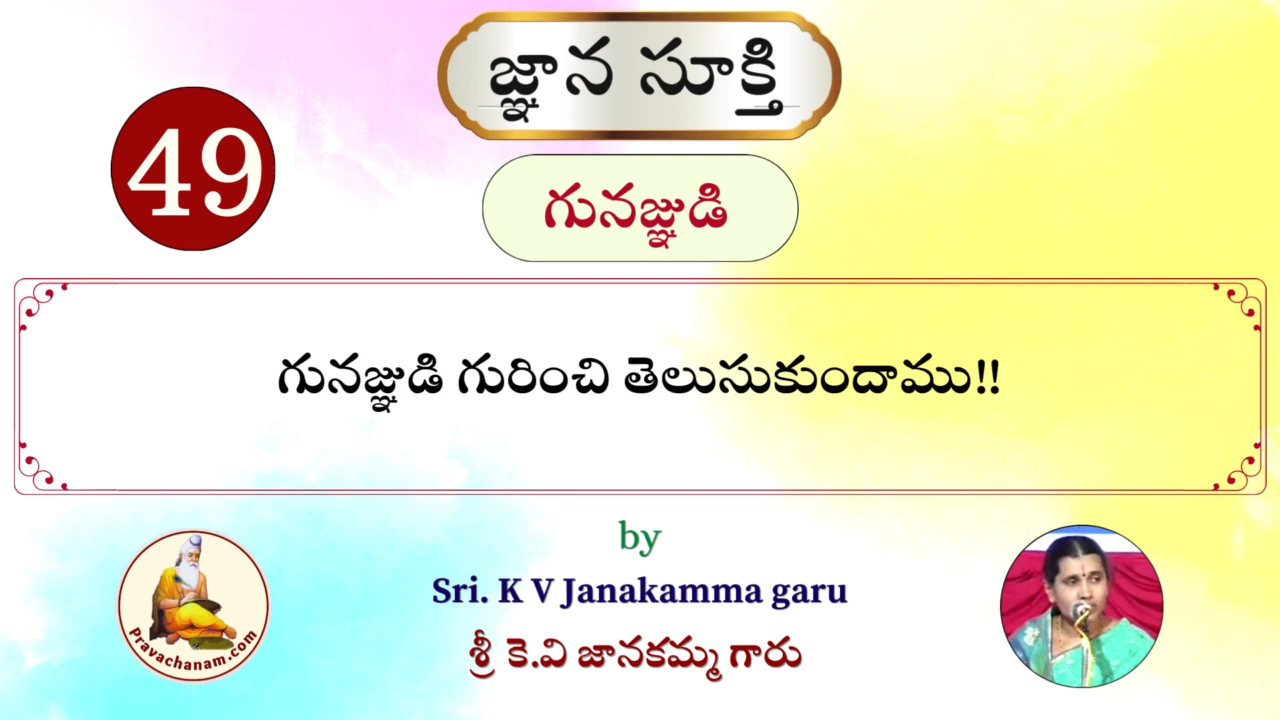 జ్ఞాన సూక్తి
49
గునజ్ఞుడి
గునజ్ఞుడి గురించి తెలుసుకుందాము!!
by
Sri. K V Janakamma garu
శ్రీ కె.వి జానకమ్మ గారు
pravachanam.com